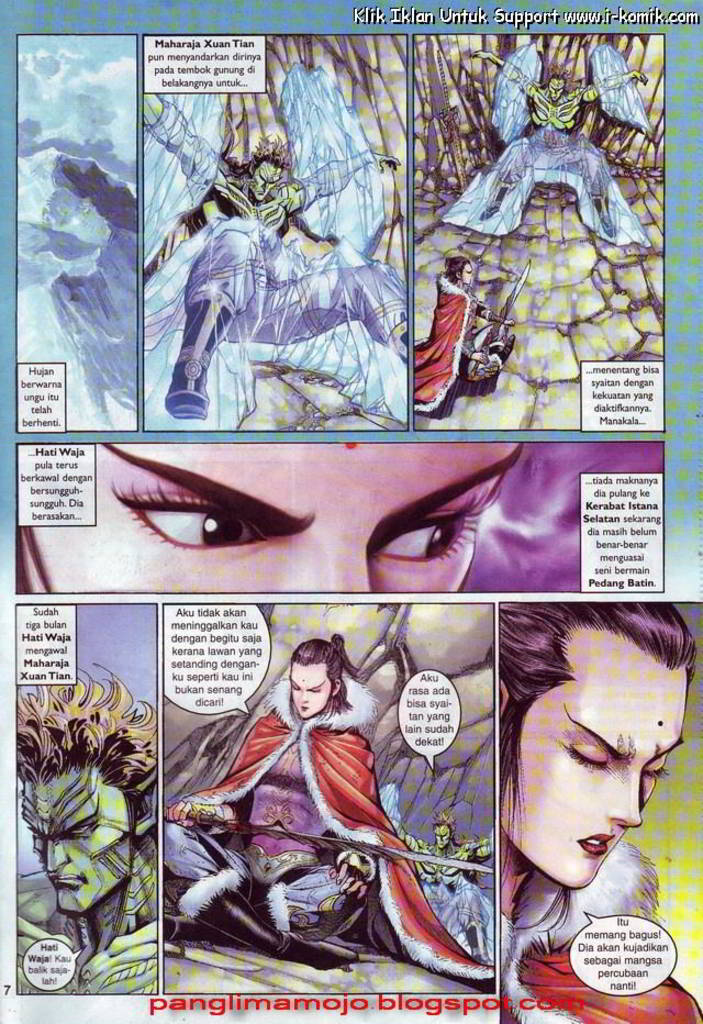 Klik Iklan Untuk Support www.i-komik.com
Maharaja Xuan Tian
pun menyandarkan dirinya
pada tembok gunung di
belakangnya untuk...
Hujan
berwarna
ungu itu
telah
berhenti.
...menentang bisa
syaitan dengan
kekuatan yang
diaktifkannya.
Manakala...
...Hati Waja
pula terus
berkawal dengan
bersungguh-
sungguh. Dia
berasakan...
...tiada maknanya
dia pulang ke
Kerabat Istana
Selatan sekarang
dia masih belum
benar-benar
menguasai
seni bermain
Pedang Batin.
Sudah
tiga bulan
Hati Waja
mengawal
Maharaja
Xuan Tian.
Hati
Waja! Kau
balik saja-
lah!
Aku tidak akan
meninggalkan kau
dengan begitu saja
kerana lawan yang
setanding dengan-
ku seperti kau ini
bukan senang
dicari!
Aku
rasa ada
bisa syai-
tan yang
lain sudah
dekat!
Itu
memang bagus!
Dia akan kujadikan
sebagai mangsa
percubaan
nanti!
7
panglimamojo.blogspot.com